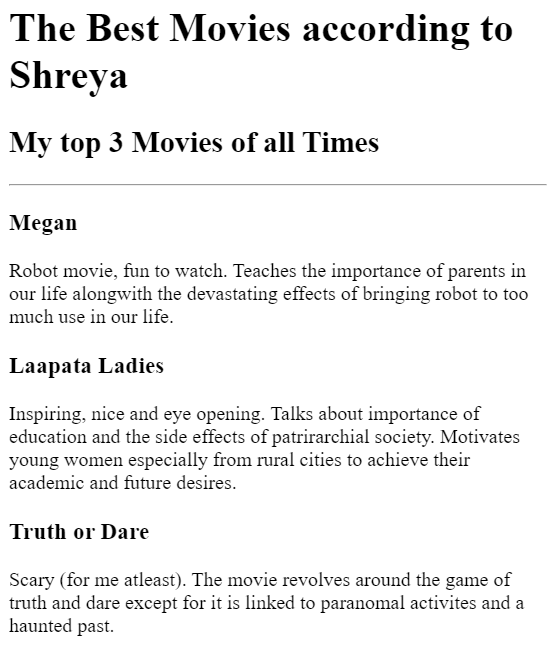 The Best Movies according to
Shreya
My top 3 Movies of all Times
Megan
Robot movie, fun to watch. Teaches the importance of parents in
our life alongwith the devastating effects of bringing robot to too
much use in our life.
Laapata Ladies
Inspiring, nice and eye opening. Talks about importance of
education and the side effects of patrirarchial society. Motivates
young women especially from rural cities to achieve their
academic and future desires.
Truth or Dare
Scary (for me atleast). The movie revolves around the game of
truth and dare except for it is linked to paranomal activites and a
haunted past.